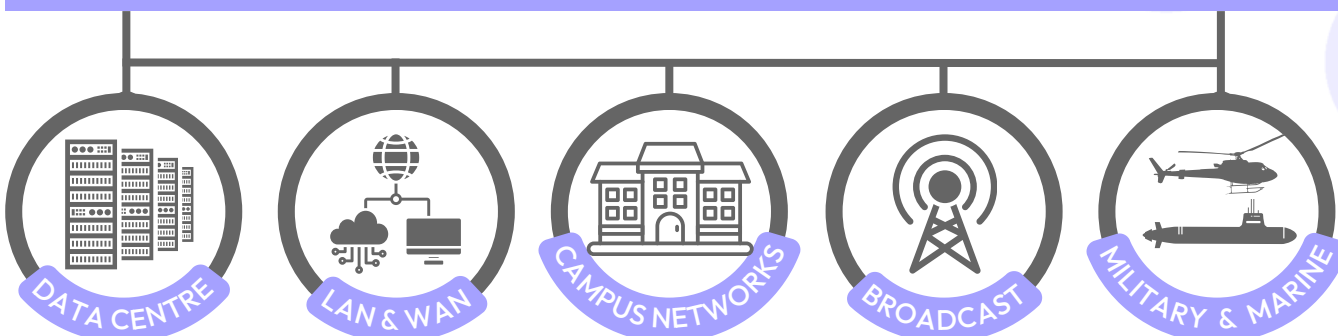 DATA CENTRE
LAN & WAN
CAMPUS NETWORKS
BROADCAST
MILITARY & MARINE